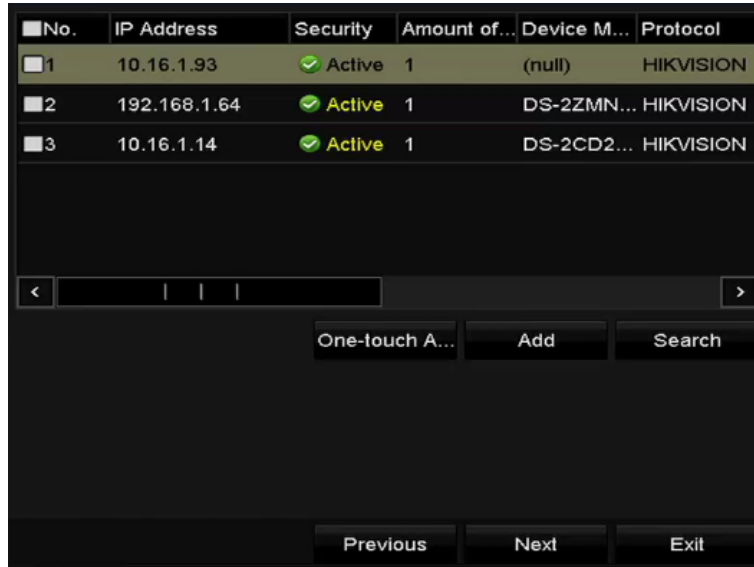 No. IP Address Security Amount of... Device M... Protocol
1 10.16.1.93 Active 1 (null) HIKVISION
2 192.168.1.64 Active 1 DS-2ZMN... HIKVISION
3 10.16.1.14 Active 1 DS-2CD2... HIKVISION
< >
One-touch A... Add Search
Previous Next Exit